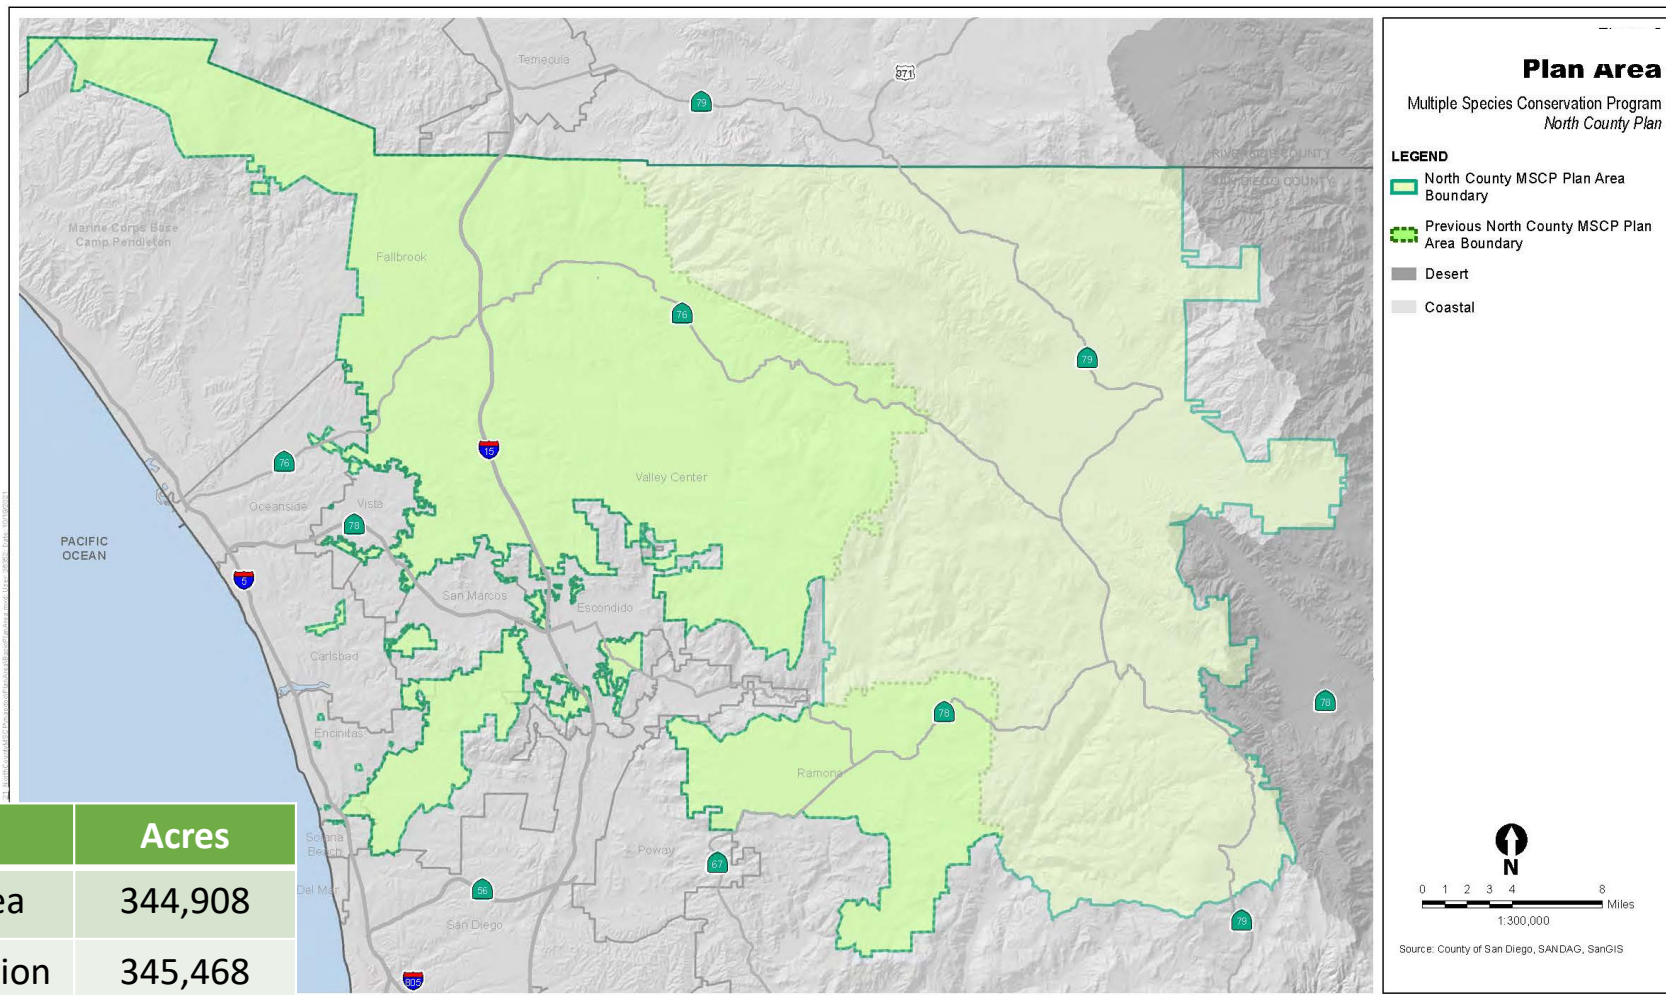 Plan Area
Multiple Species Conservation Program
North County Plan
LEGEND
North County MSCP Plan Area
Boundary
Previous North County MSCP Plan
Area Boundary
Desert
Coastal
N
0 1 2 3 4 8
Miles
1:300,000
Source: County of San Diego, SANDAG, SanGIS
Temecula
371
79
RIVERSIDE COUNTY
SAN DIEGO COUNTY
Marine Corps Base
Camp Pendleton
Fallbrook
76
79
15
76
Valley Center
Oceanside
Vista
78
PACIFIC
OCEAN
5
San Marcos
Escondido
Carlsbad
78
78
Encinitas
Ramona
Solana
Beach
Poway
67
Del Mar
56
San Diego
79
805
Acres
ea 344,908
ion 345,468